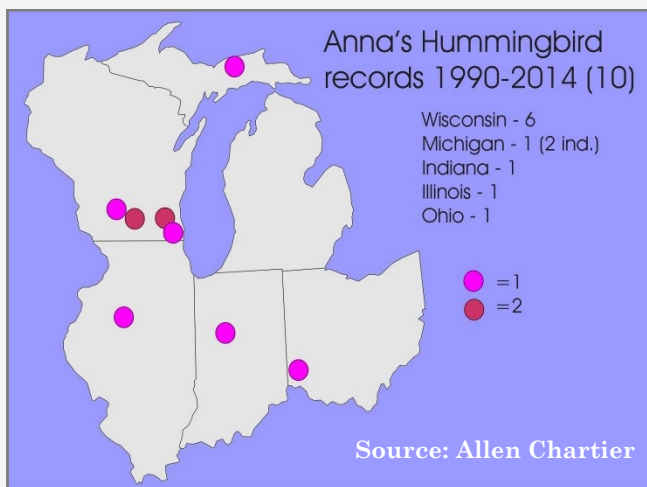 Anna's Hummingbird
records 1990-2014 (10)
Wisconsin - 6
Michigan - 1 (2 ind.)
Indiana - 1
Illinois - 1
Ohio - 1
=1
=2
Source: Allen Chartier